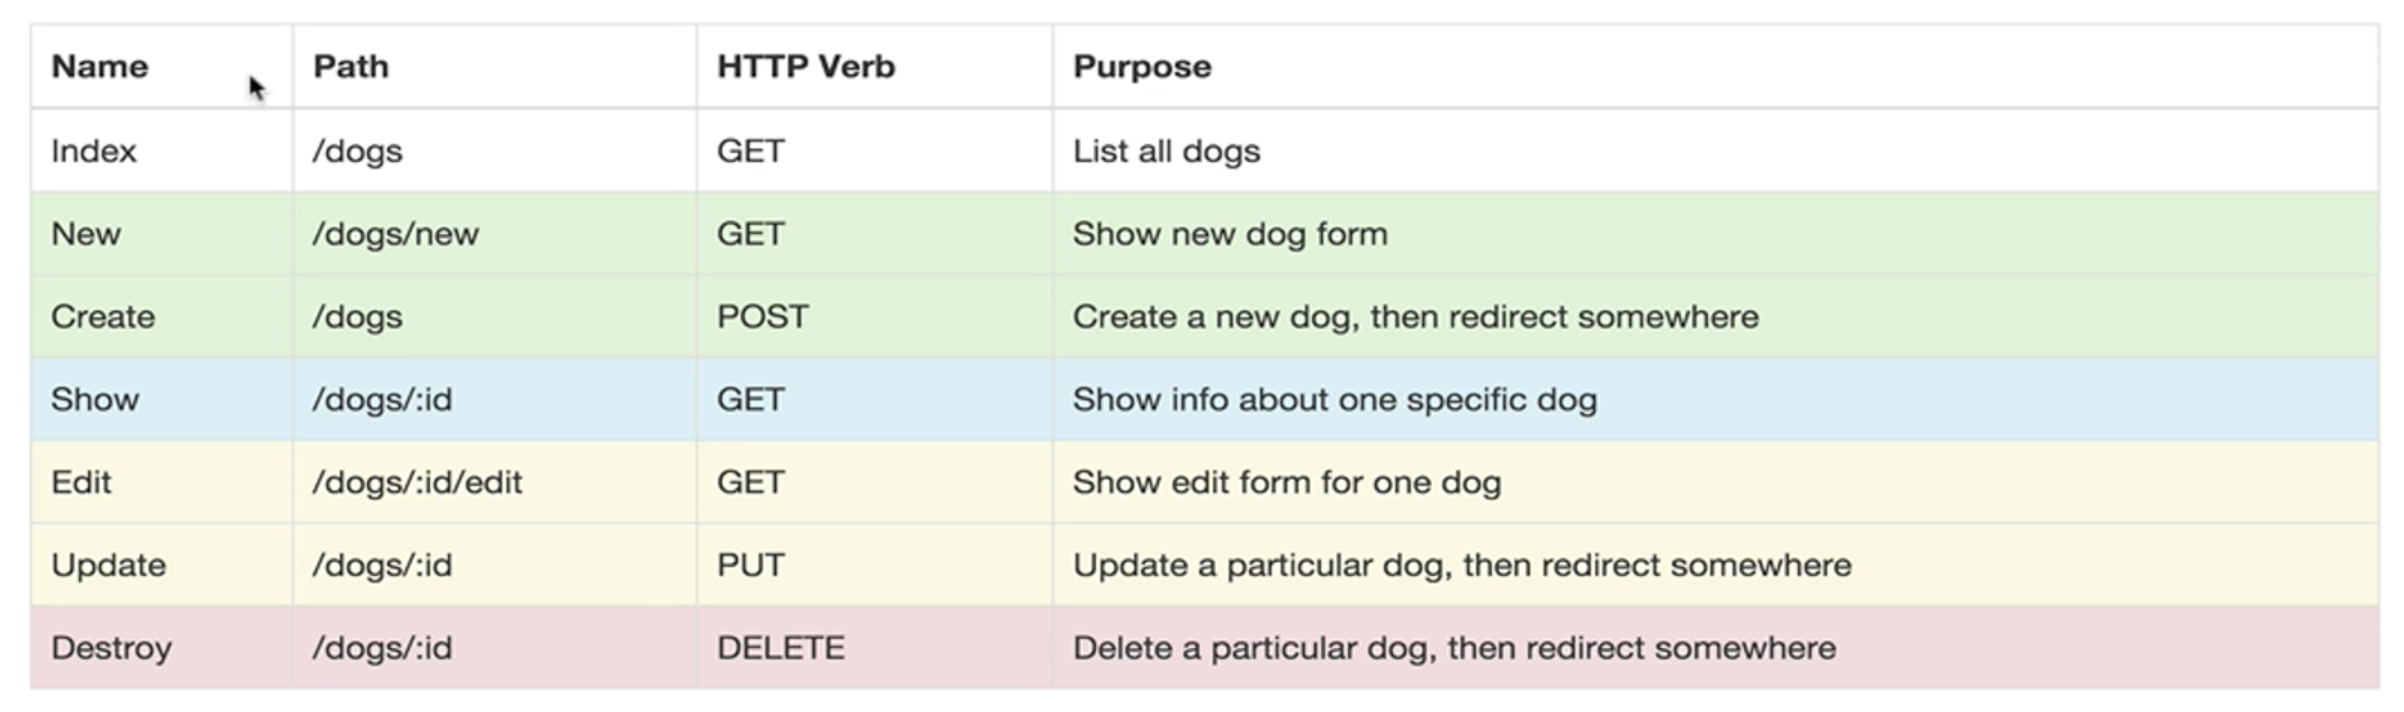 Name Path HTTP Verb Purpose
Index /dogs GET List all dogs
New /dogs/new GET Show new dog form
Create /dogs POST Create a new dog, then redirect somewhere
Show /dogs/:id GET Show info about one specific dog
Edit /dogs/:id/edit GET Show edit form for one dog
Update /dogs/:id PUT Update a particular dog, then redirect somewhere
Destroy /dogs/:id DELETE Delete a particular dog, then redirect somewhere